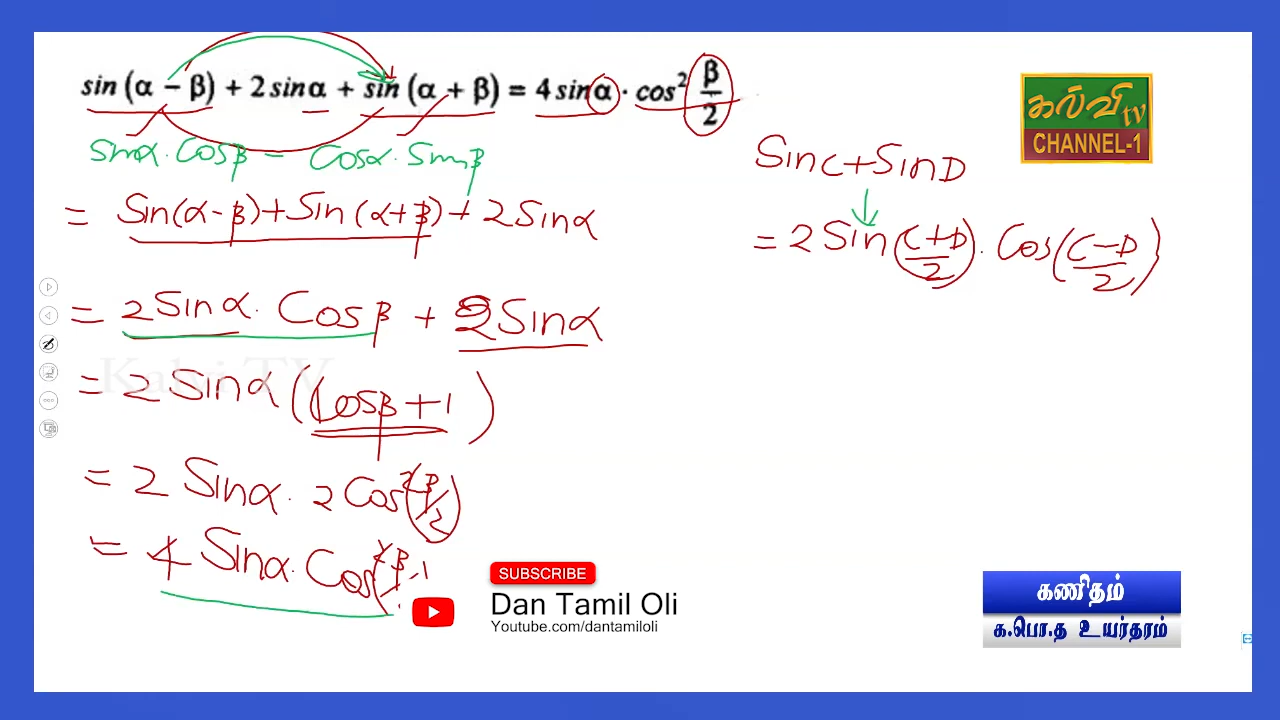 sin (α – β) + 2 sin α + sin (α + β) = 4 sin α · cos² β/2
Sinα . Cosβ – Cosα . Sinβ
= Sin(α-β) + Sin(α+β) + 2 Sinα
= 2 Sinα . Cosβ + 2 Sinα
= 2 Sinα (Cosβ + 1)
= 2 Sinα . 2 Cos² β/2
= 4 Sinα . Cos² β/
SinC + SinD
= 2 Sin (C+D/2) . Cos (C-D/2)
Kalvi TV
கல்வி tv
CHANNEL-1
SUBSCRIBE
Dan Tamil Oli
Youtube.com/dantamiloli
கணிதம்
க.பொ.த உயர்தரம்